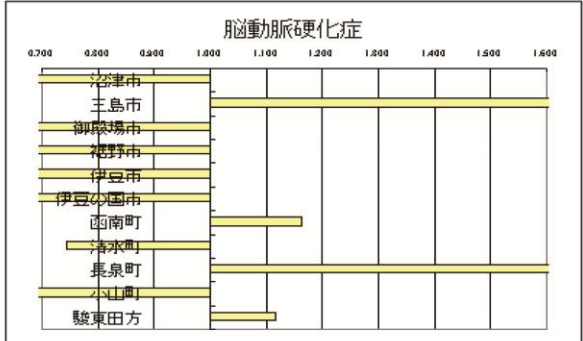 脳動脈硬化症
0.700 0.800 0.900 1.000 1.100 1.200 1.300 1.400 1.500 1.600
沼津市
三島市
御殿場市
裾野市
伊豆市
伊豆の国市
函南町
清水町
長泉町
小山町
駿東田方